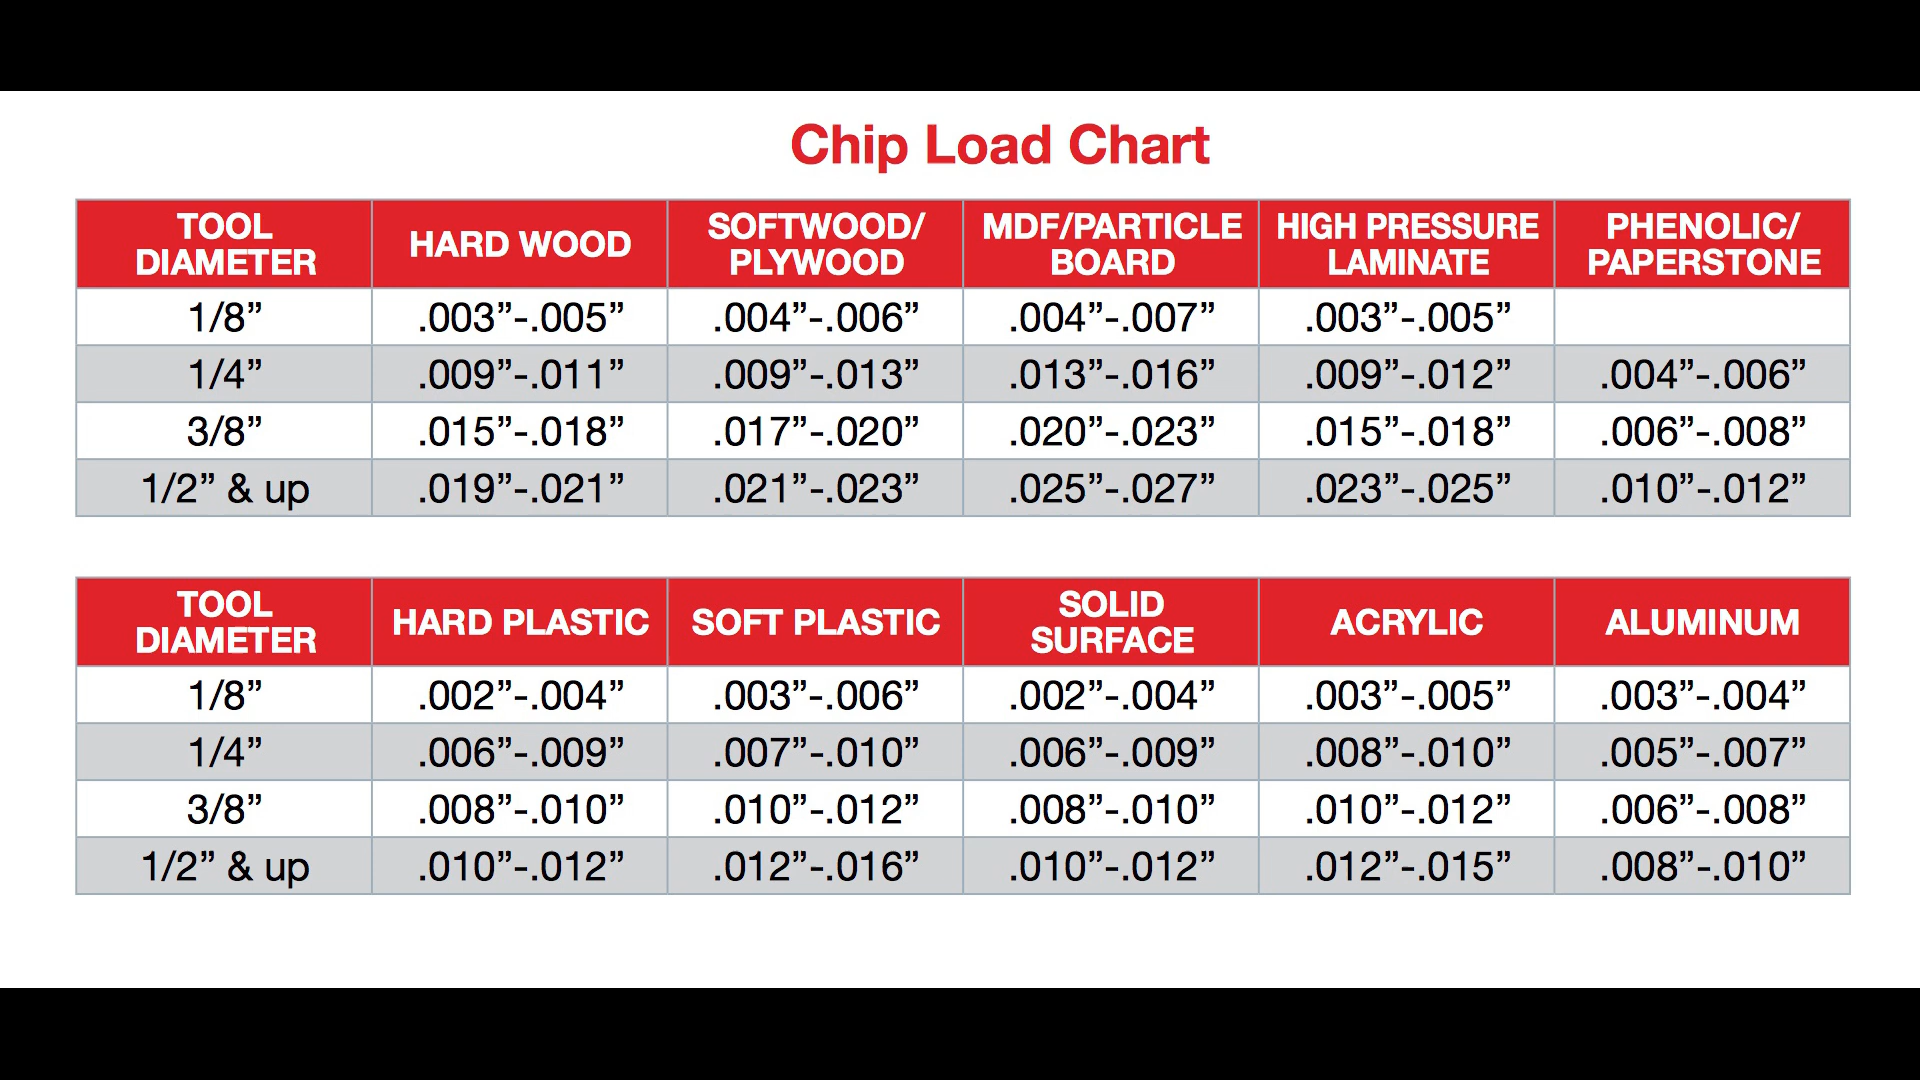 Chip Load Chart
TOOL DIAMETER HARD WOOD SOFTWOOD/ PLYWOOD MDF/PARTICLE BOARD HIGH PRESSURE LAMINATE PHENOLIC/ PAPERSTONE
1/8” .003”-.005” .004”-.006” .004”-.007” .003”-.005”
1/4” .009”-.011” .009”-.013” .013”-.016” .009”-.012” .004”-.006”
3/8” .015”-.018” .017”-.020” .020”-.023” .015”-.018” .006”-.008”
1/2” & up .019”-.021” .021”-.023” .025”-.027” .023”-.025” .010”-.012”
TOOL DIAMETER HARD PLASTIC SOFT PLASTIC SOLID SURFACE ACRYLIC ALUMINUM
1/8” .002”-.004” .003”-.006” .002”-.004” .003”-.005” .003”-.004”
1/4” .006”-.009” .007”-.010” .006”-.009” .008”-.010” .005”-.007”
3/8” .008”-.010” .010”-.012” .008”-.010” .010”-.012” .006”-.008”
1/2” & up .010”-.012” .012”-.016” .010”-.012” .012”-.015” .008”-.010”